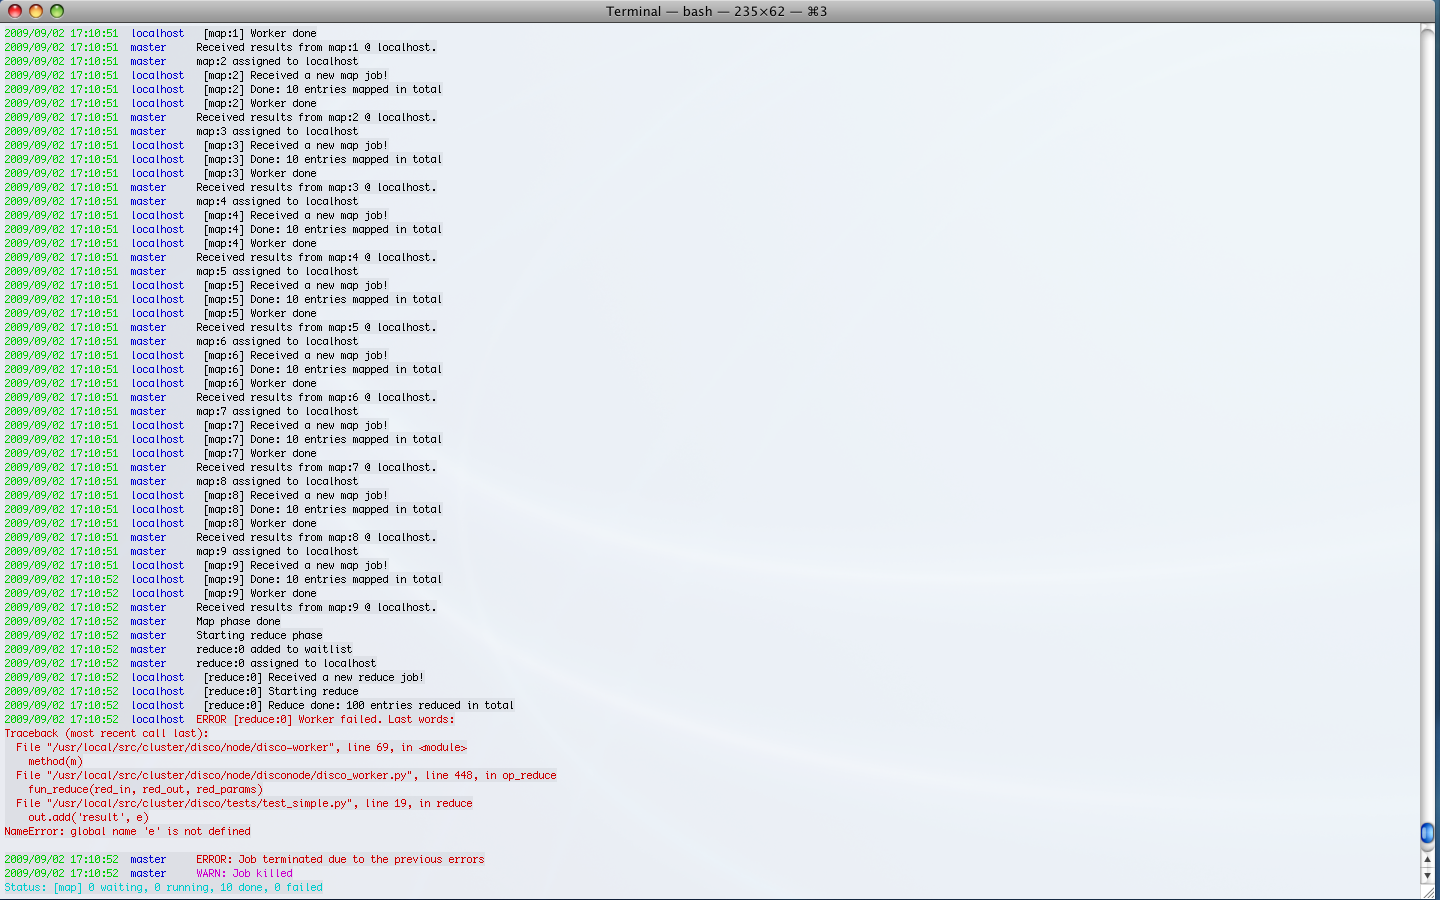 Terminal — bash — 235×62 — ⌘3
2009/09/02 17:10:51 localhost [map:1] Worker done
2009/09/02 17:10:51 master Received results from map:1 @ localhost.
2009/09/02 17:10:51 master map:2 assigned to localhost
2009/09/02 17:10:51 localhost [map:2] Received a new map job!
2009/09/02 17:10:51 localhost [map:2] Done: 10 entries mapped in total
2009/09/02 17:10:51 localhost [map:2] Worker done
2009/09/02 17:10:51 master Received results from map:2 @ localhost.
2009/09/02 17:10:51 master map:3 assigned to localhost
2009/09/02 17:10:51 localhost [map:3] Received a new map job!
2009/09/02 17:10:51 localhost [map:3] Done: 10 entries mapped in total
2009/09/02 17:10:51 localhost [map:3] Worker done
2009/09/02 17:10:51 master Received results from map:3 @ localhost.
2009/09/02 17:10:51 master map:4 assigned to localhost
2009/09/02 17:10:51 localhost [map:4] Received a new map job!
2009/09/02 17:10:51 localhost [map:4] Done: 10 entries mapped in total
2009/09/02 17:10:51 localhost [map:4] Worker done
2009/09/02 17:10:51 master Received results from map:4 @ localhost.
2009/09/02 17:10:51 master map:5 assigned to localhost
2009/09/02 17:10:51 localhost [map:5] Received a new map job!
2009/09/02 17:10:51 localhost [map:5] Done: 10 entries mapped in total
2009/09/02 17:10:51 localhost [map:5] Worker done
2009/09/02 17:10:51 master Received results from map:5 @ localhost.
2009/09/02 17:10:51 master map:6 assigned to localhost
2009/09/02 17:10:51 localhost [map:6] Received a new map job!
2009/09/02 17:10:51 localhost [map:6] Done: 10 entries mapped in total
2009/09/02 17:10:51 localhost [map:6] Worker done
2009/09/02 17:10:51 master Received results from map:6 @ localhost.
2009/09/02 17:10:51 master map:7 assigned to localhost
2009/09/02 17:10:51 localhost [map:7] Received a new map job!
2009/09/02 17:10:51 localhost [map:7] Done: 10 entries mapped in total
2009/09/02 17:10:51 localhost [map:7] Worker done
2009/09/02 17:10:51 master Received results from map:7 @ localhost.
2009/09/02 17:10:51 master map:8 assigned to localhost
2009/09/02 17:10:51 localhost [map:8] Received a new map job!
2009/09/02 17:10:51 localhost [map:8] Done: 10 entries mapped in total
2009/09/02 17:10:51 localhost [map:8] Worker done
2009/09/02 17:10:51 master Received results from map:8 @ localhost.
2009/09/02 17:10:51 master map:9 assigned to localhost
2009/09/02 17:10:51 localhost [map:9] Received a new map job!
2009/09/02 17:10:52 localhost [map:9] Done: 10 entries mapped in total
2009/09/02 17:10:52 localhost [map:9] Worker done
2009/09/02 17:10:52 master Received results from map:9 @ localhost.
2009/09/02 17:10:52 master Map phase done
2009/09/02 17:10:52 master Starting reduce phase
2009/09/02 17:10:52 master reduce:0 added to waitlist
2009/09/02 17:10:52 master reduce:0 assigned to localhost
2009/09/02 17:10:52 localhost [reduce:0] Received a new reduce job!
2009/09/02 17:10:52 localhost [reduce:0] Starting reduce
2009/09/02 17:10:52 localhost [reduce:0] Reduce done: 100 entries reduced in total
2009/09/02 17:10:52 localhost ERROR [reduce:0] Worker failed. Last words:
Traceback (most recent call last):
File "/usr/local/src/cluster/disco/node/disco-worker", line 69, in <module>
method(m)
File "/usr/local/src/cluster/disco/node/disconode/disco_worker.py", line 448, in op_reduce
fun_reduce(red_in, red_out, red_params)
File "/usr/local/src/cluster/disco/tests/test_simple.py", line 19, in reduce
out.add('result', e)
NameError: global name 'e' is not defined
2009/09/02 17:10:52 master ERROR: Job terminated due to the previous errors
2009/09/02 17:10:52 master WARN: Job killed
Status: [map] 0 waiting, 0 running, 10 done, 0 failed